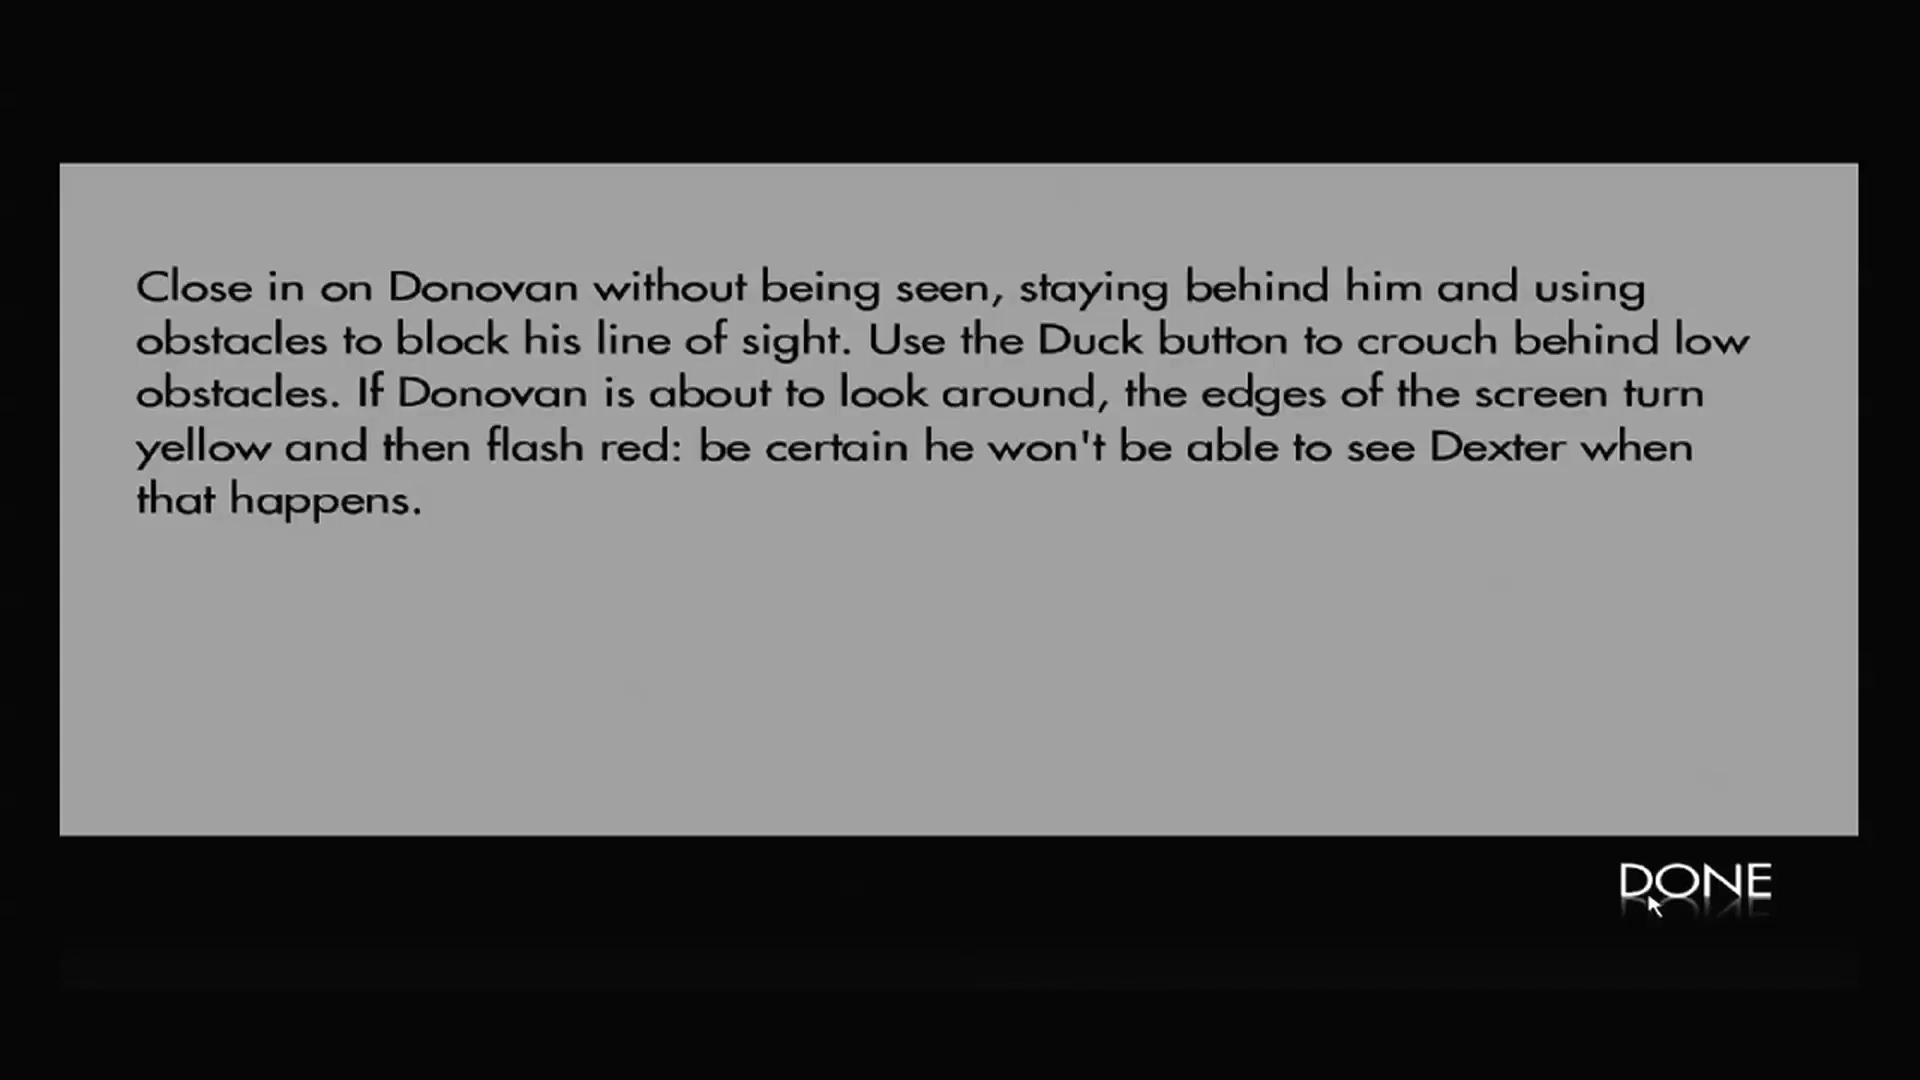 Close in on Donovan without being seen, staying behind him and using
obstacles to block his line of sight. Use the Duck button to crouch behind low
obstacles. If Donovan is about to look around, the edges of the screen turn
yellow and then flash red: be certain he won't be able to see Dexter when
that happens.
DONE